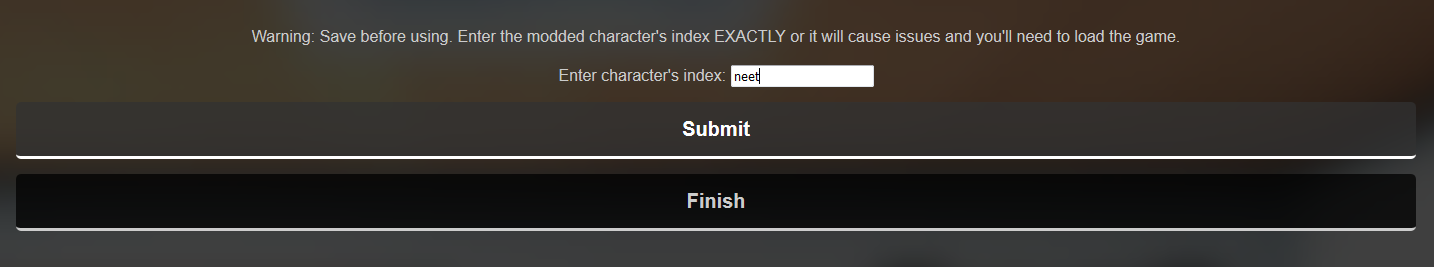 Warning: Save before using. Enter the modded character's index EXACTLY or it will cause issues and you'll need to load the game.
Enter character's index: neet
Submit
Finish